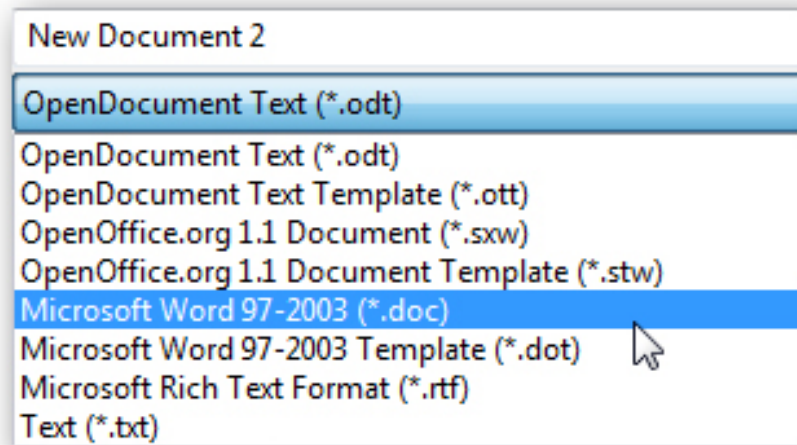 New Document 2
OpenDocument Text (*.odt)
OpenDocument Text (*.odt)
OpenDocument Text Template (*.ott)
OpenOffice.org 1.1 Document (*.sxw)
OpenOffice.org 1.1 Document Template (*.stw)
Microsoft Word 97-2003 (*.doc)
Microsoft Word 97-2003 Template (*.dot)
Microsoft Rich Text Format (*.rtf)
Text (*.txt)